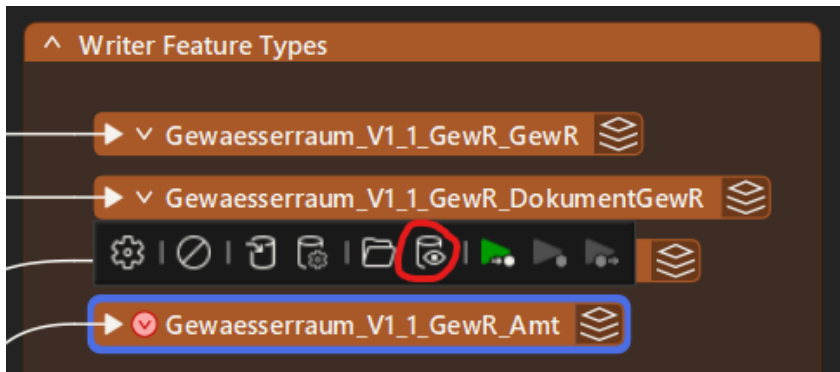 Writer Feature Types
Gewaesserraum_V1_1_GewR_GewR
Gewaesserraum_V1_1_GewR_DokumentGewR
Gewaesserraum_V1_1_GewR_Amt